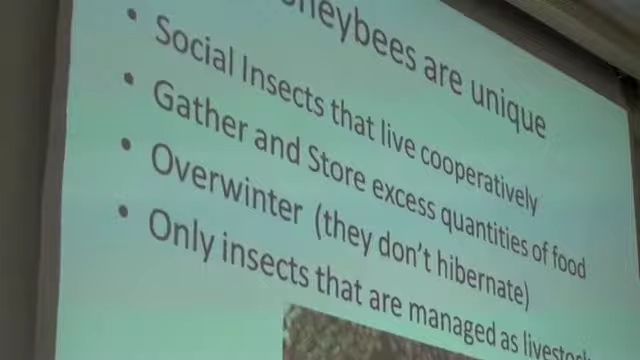 neybees are unique
• Social Insects that live cooperatively
• Gather and Store excess quantities of food
• Overwinter (they don't hibernate)
• Only insects that are managed as livestoc